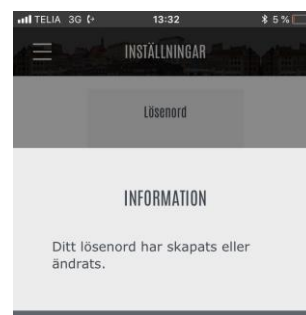 TELIA 3G 13:32 5 %
INSTÄLLNINGAR
Lösenord
INFORMATION
Ditt lösenord har skapats eller
ändrats.